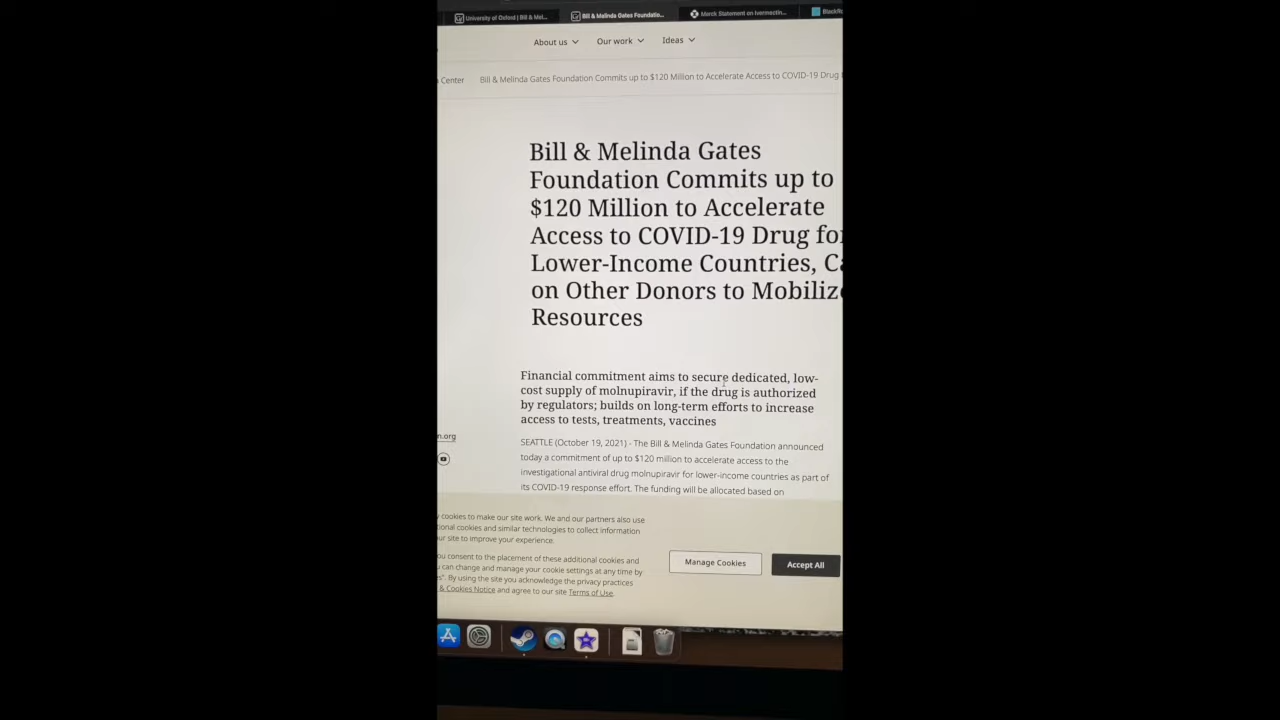 University of Oxford | Bill & Mel...
Bill & Melinda Gates Foundatio...
Merck Statement on Ivermectin...
About us
Our work
Ideas
Center
Bill & Melinda Gates Foundation Commits up to $120 Million to Accelerate Access to COVID-19 Drug
Bill & Melinda Gates
Foundation Commits up to
$120 Million to Accelerate
Access to COVID-19 Drug for
Lower-Income Countries, Ca
on Other Donors to Mobilize
Resources
Financial commitment aims to secure dedicated, low-
cost supply of molnupiravir, if the drug is authorized
by regulators; builds on long-term efforts to increase
access to tests, treatments, vaccines
SEATTLE (October 19, 2021) - The Bill & Melinda Gates Foundation announced
today a commitment of up to $120 million to accelerate access to the
investigational antiviral drug molnupiravir for lower-income countries as part of
its COVID-19 response effort. The funding will be allocated based on
n.org
y cookies to make our site work. We and our partners also use
tional cookies and similar technologies to collect information
ur site to improve your experience.
ou consent to the placement of these additional cookies and
u can change and manage your cookie settings at any time by
s". By using the site you acknowledge the privacy practices
& Cookies Notice and agree to our site Terms of Use.
Manage Cookies
Accept All